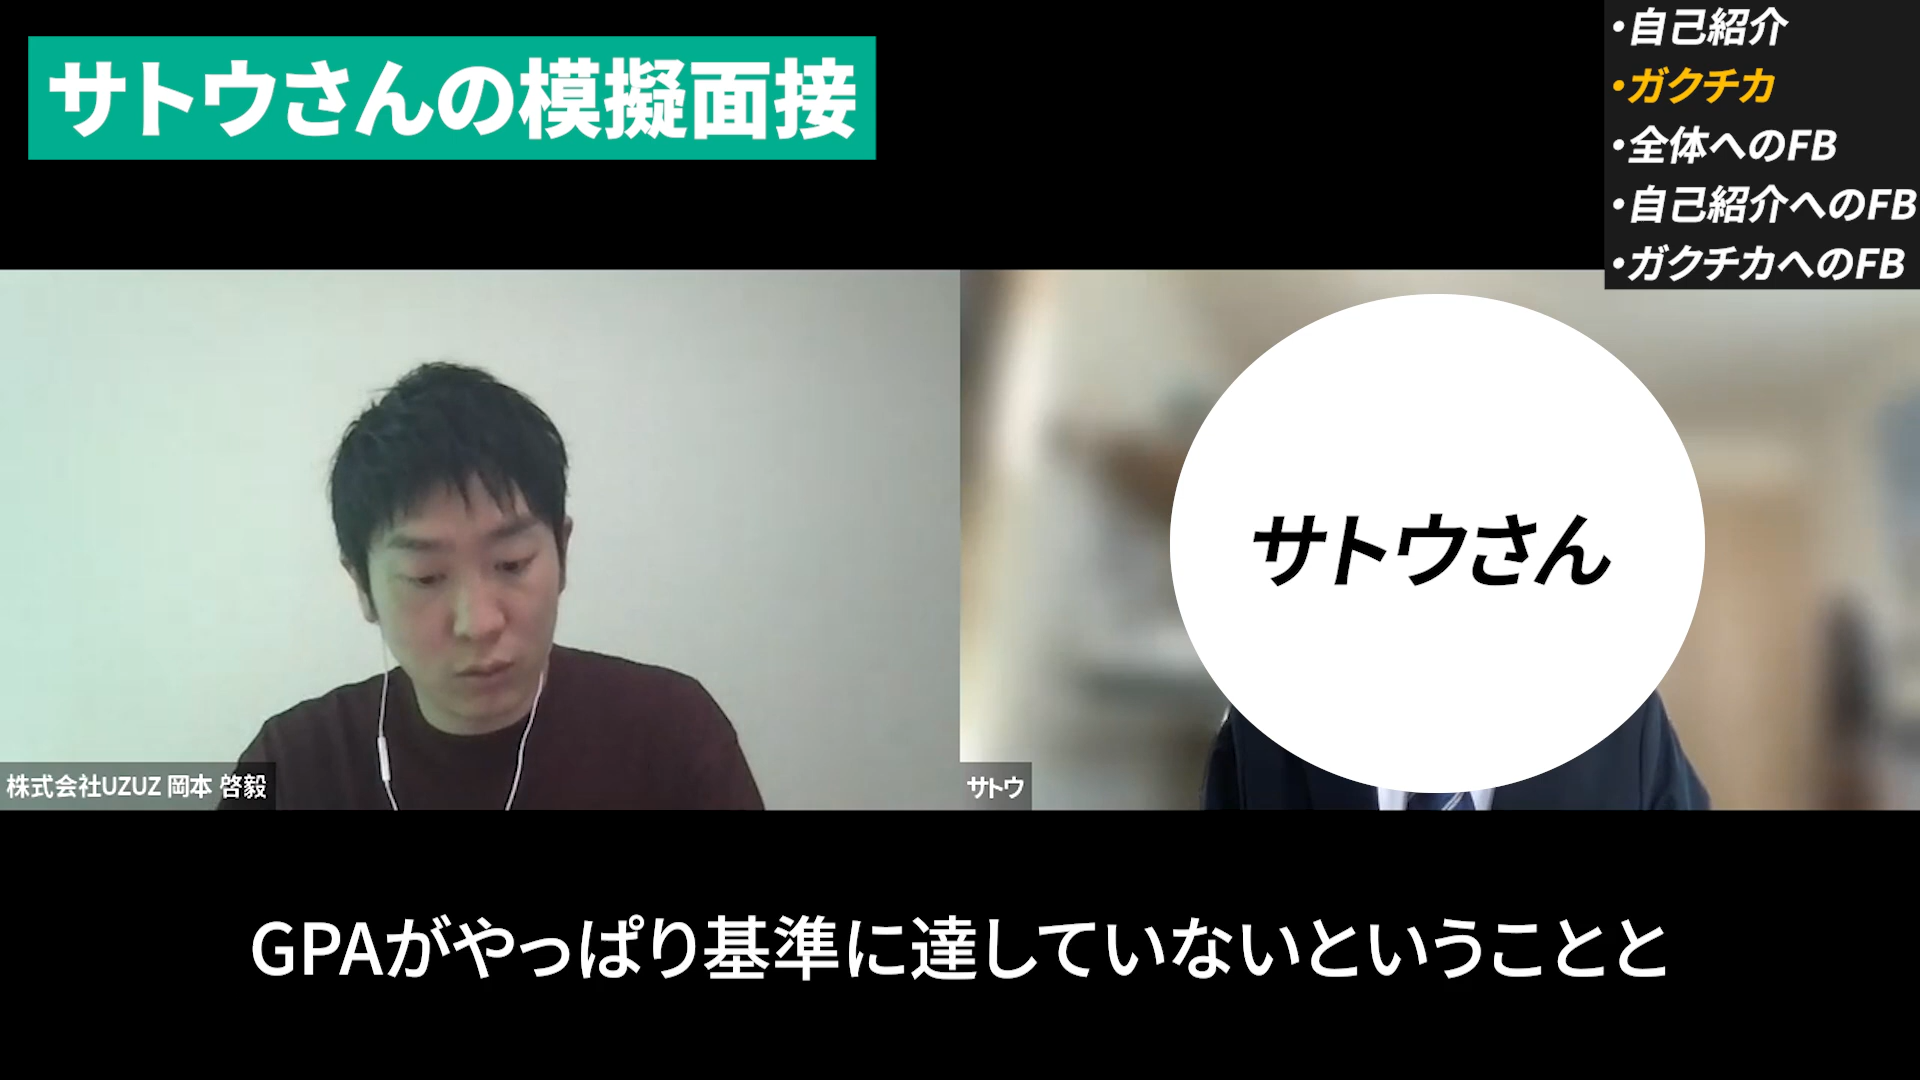 サトウさんの模擬面接
・自己紹介
・ガクチカ
・全体へのFB
・自己紹介へのFB
・ガクチカへのFB
サトウさん
株式会社UZUZ 岡本 啓毅
サトウ
GPAがやっぱり基準に達していないということと